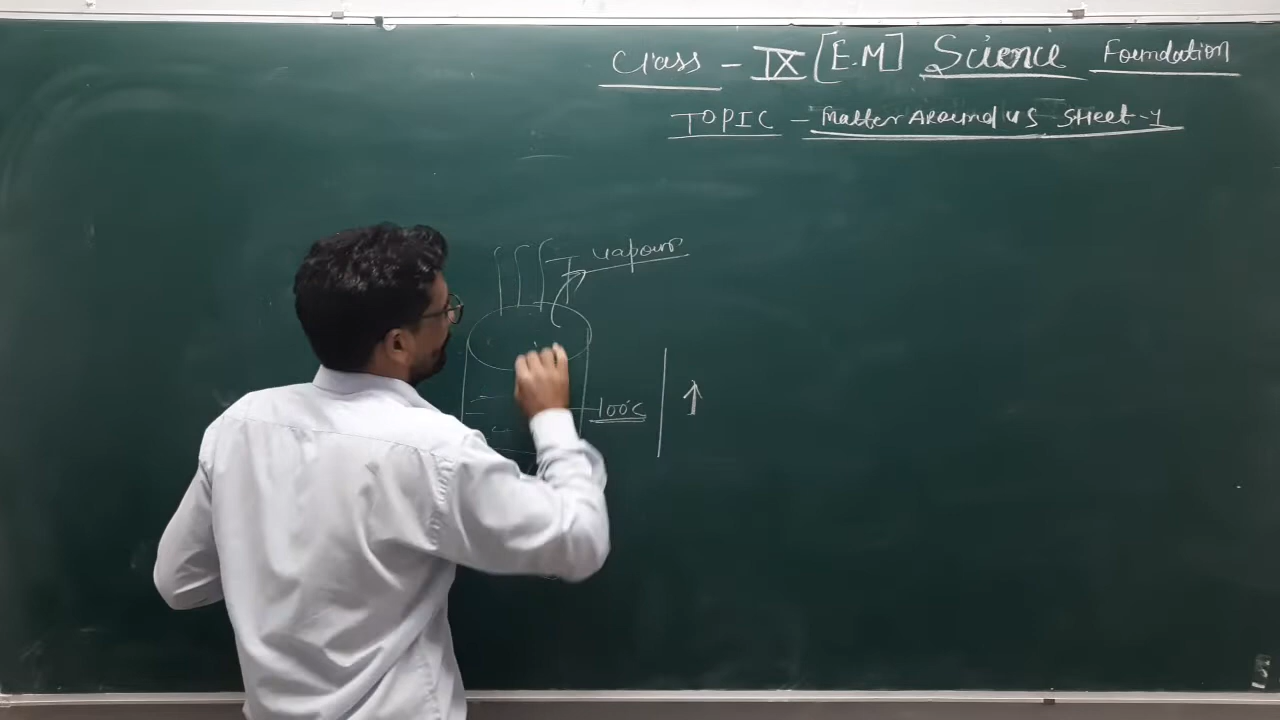 Class - IX [E.M] Science Foundation
TOPIC - Matter Around us Sheet-1
vapours
100°C